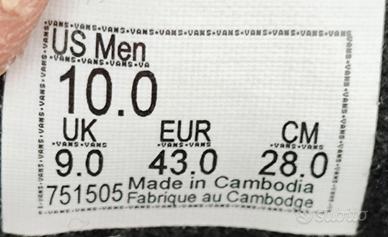 US Men
10.0
UK EUR CM
9.0 43.0 28.0
751505 Made in Cambodia
Fabrique au Cambodge
subito